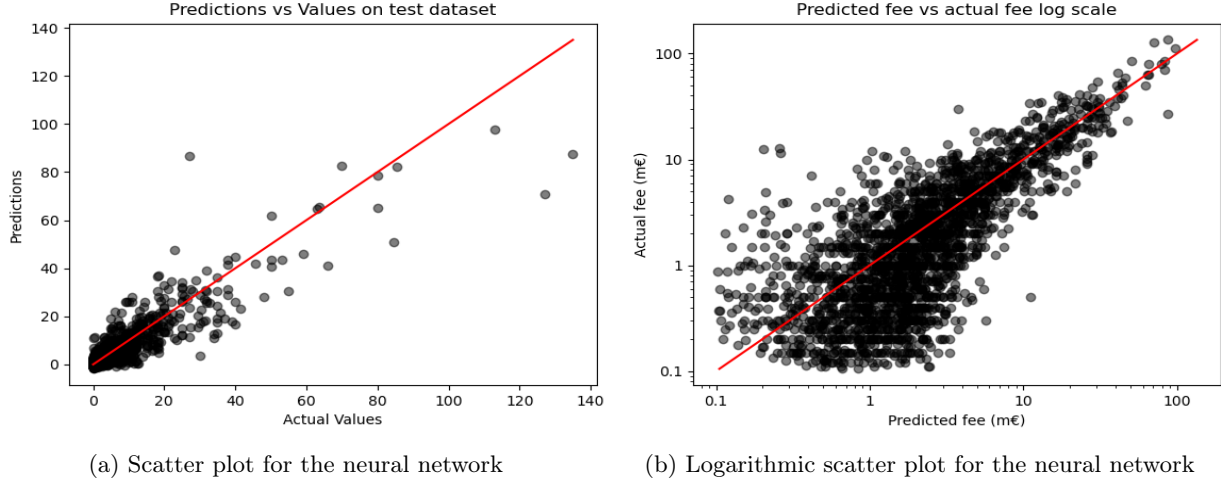 Predictions vs Values on test dataset
140
120
100
80
60
40
20
0
Predictions
0 20 40 60 80 100 120 140
Actual Values
(a) Scatter plot for the neural network
Predicted fee vs actual fee log scale
100
10
1
0.1
Actual fee (m€)
0.1 1 10 100
Predicted fee (m€)
(b) Logarithmic scatter plot for the neural network